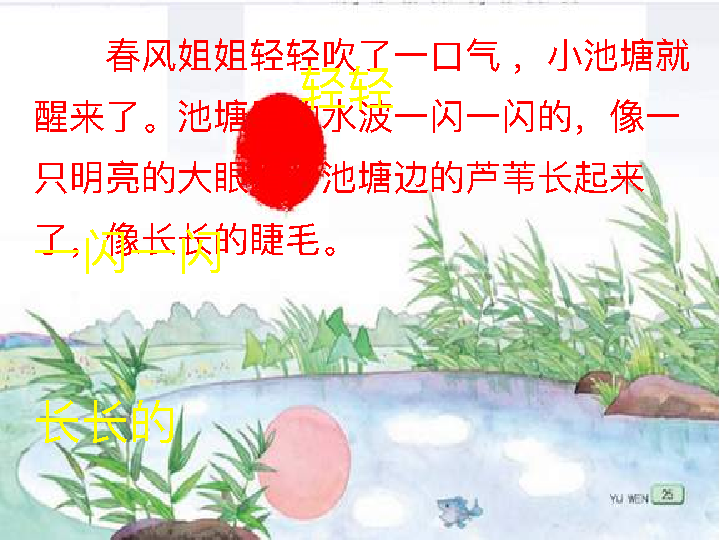 春风姐姐轻轻吹了一口气，小池塘就
轻轻
醒来了。池塘 水波一闪一闪的，像一
只明亮的大眼 池塘边的芦苇长起来
了，像长长的睫毛。
一闪一闪
长长的
YU WEN 25